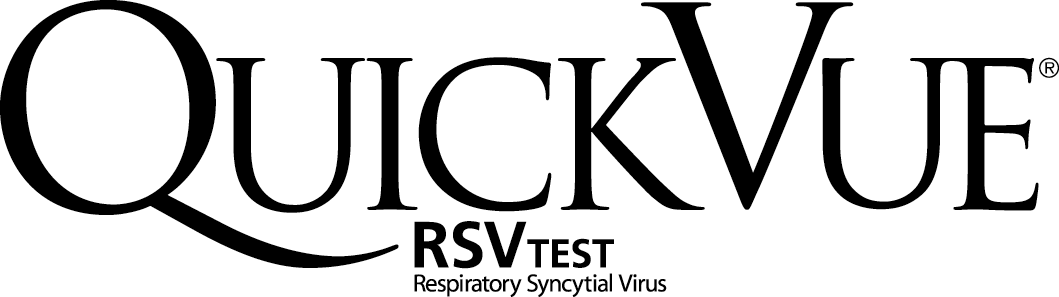 QUICKVUE®
RSV TEST
Respiratory Syncytial Virus